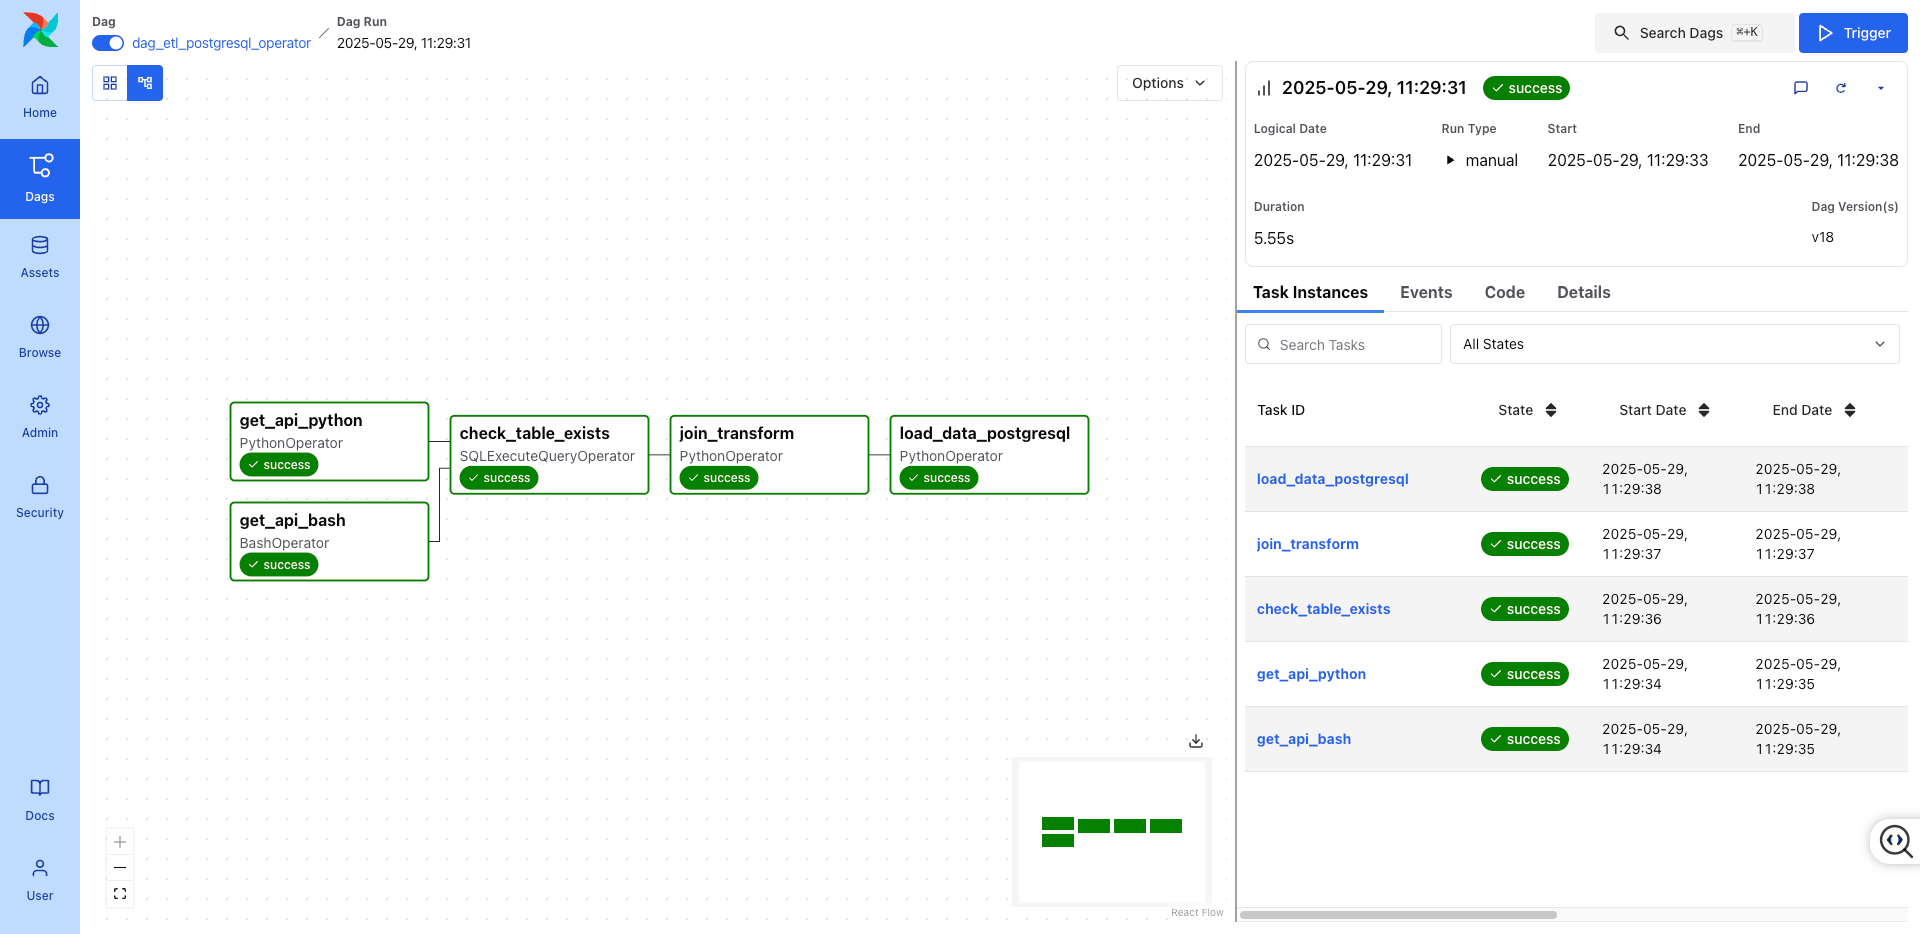 Dag
dag_etl_postgresql_operator
/
Dag Run
2025-05-29, 11:29:31
Search Dags ⌘+K
Trigger
Home
Dags
Assets
Browse
Admin
Security
Docs
User
Options
get_api_python
PythonOperator
success
get_api_bash
BashOperator
success
check_table_exists
SQLExecuteQueryOperator
success
join_transform
PythonOperator
success
load_data_postgresql
PythonOperator
success
React Flow
2025-05-29, 11:29:31 success
Logical Date Run Type Start End
2025-05-29, 11:29:31 manual 2025-05-29, 11:29:33 2025-05-29, 11:29:38
Duration Dag Version(s)
5.55s v18
Task Instances Events Code Details
Search Tasks All States
Task ID State Start Date End Date
load_data_postgresql success 2025-05-29, 2025-05-29,
11:29:38 11:29:38
join_transform success 2025-05-29, 2025-05-29,
11:29:37 11:29:37
check_table_exists success 2025-05-29, 2025-05-29,
11:29:36 11:29:36
get_api_python success 2025-05-29, 2025-05-29,
11:29:34 11:29:35
get_api_bash success 2025-05-29, 2025-05-29,
11:29:34 11:29:35